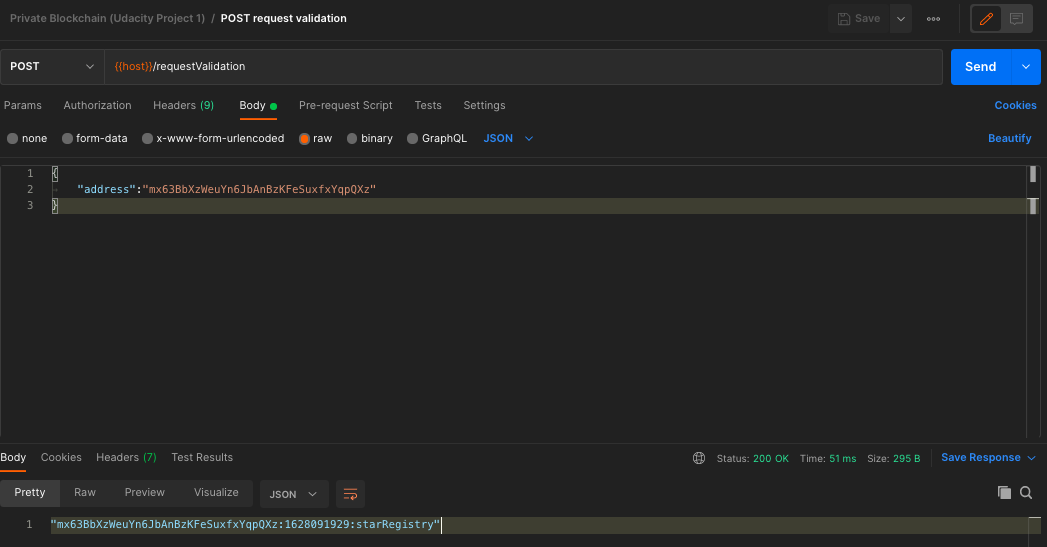 Private Blockchain (Udacity Project 1) / POST request validation
Save
POST {{host}}/requestValidation Send
Params Authorization Headers (9) Body Pre-request Script Tests Settings Cookies
none form-data x-www-form-urlencoded raw binary GraphQL JSON Beautify
1 {
2 "address":"mx63BbXzWeuYn6JbAnBzKFeSuxfxYqpQXz"
3 }
Body Cookies Headers (7) Test Results Status: 200 OK Time: 51 ms Size: 295 B Save Response
Pretty Raw Preview Visualize JSON
1 "mx63BbXzWeuYn6JbAnBzKFeSuxfxYqpQXz:1628091929:starRegistry"